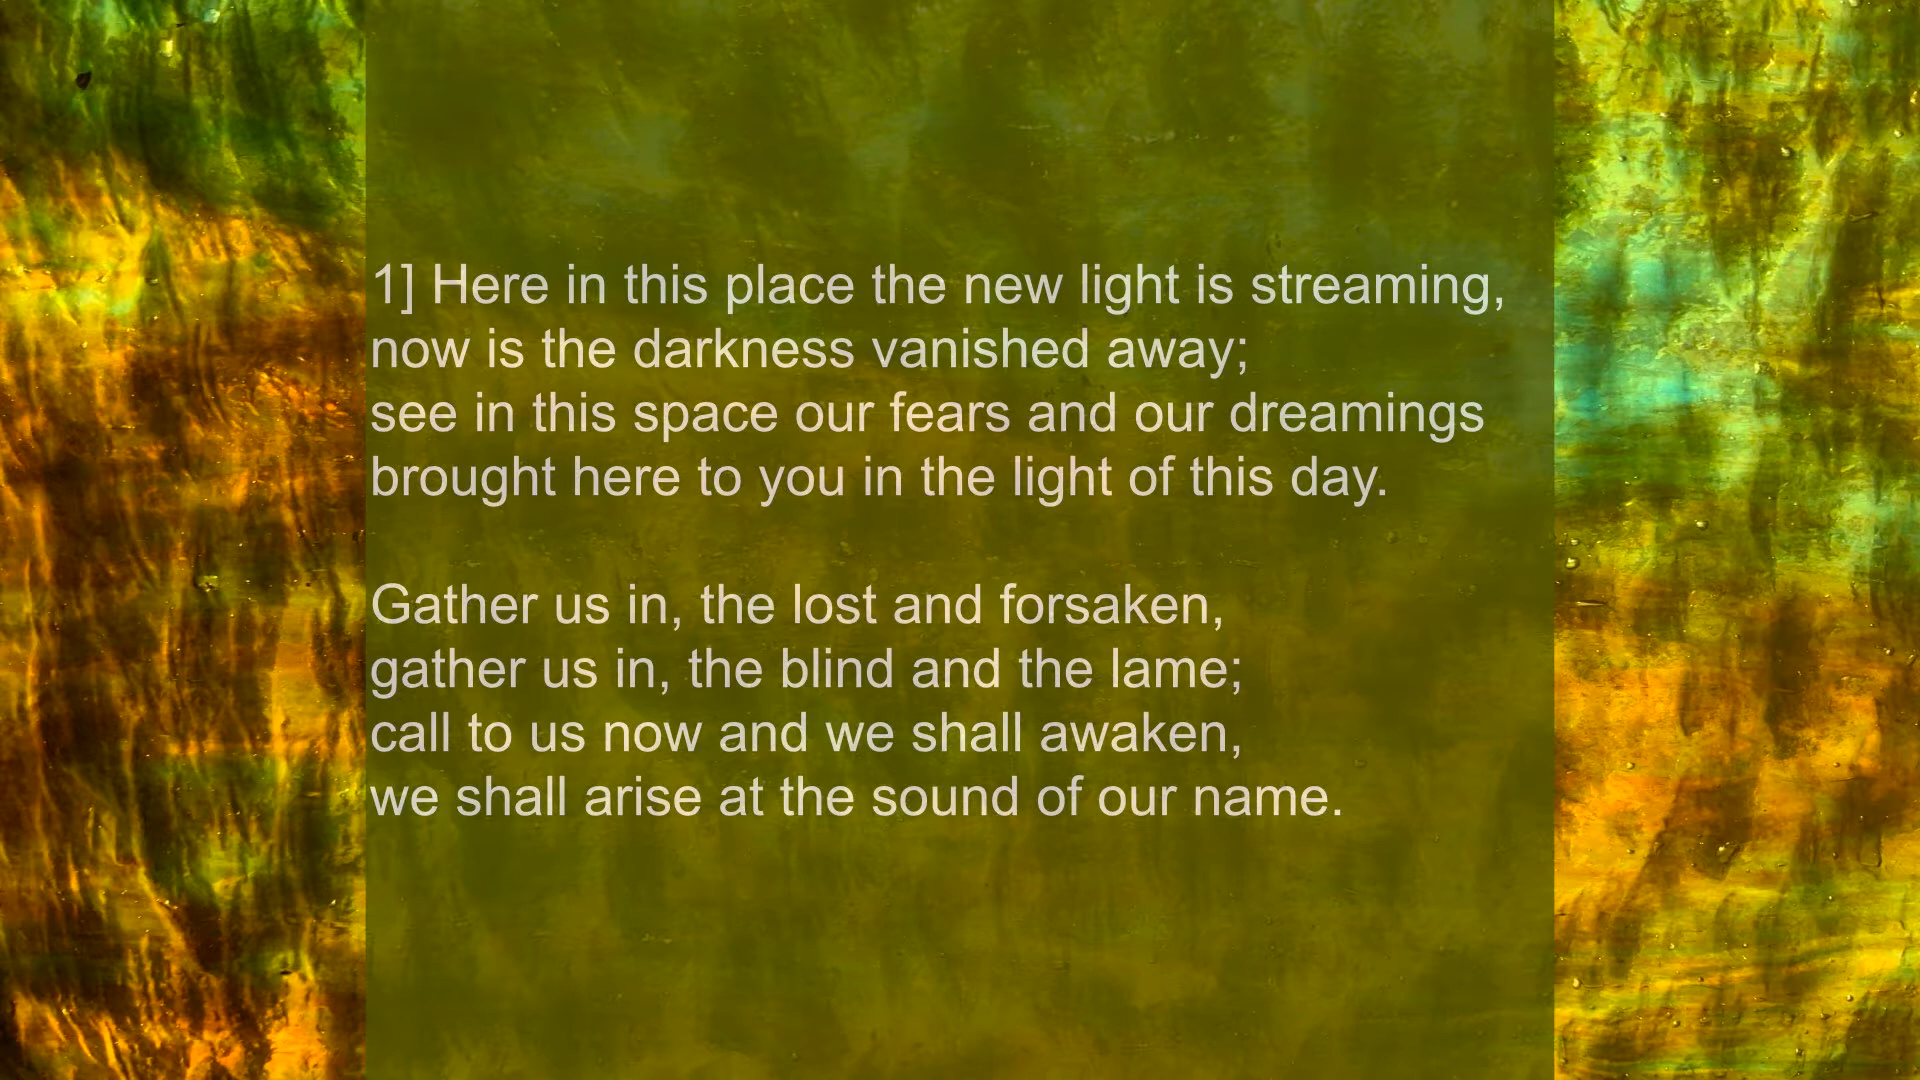 1] Here in this place the new light is streaming,
now is the darkness vanished away;
see in this space our fears and our dreamings
brought here to you in the light of this day.
Gather us in, the lost and forsaken,
gather us in, the blind and the lame;
call to us now and we shall awaken,
we shall arise at the sound of our name.